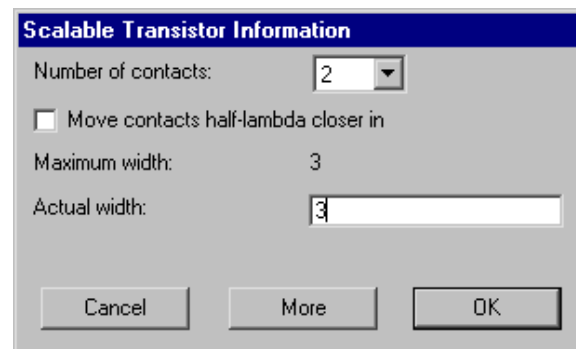 Scalable Transistor Information
Number of contacts: 2
Move contacts half-lambda closer in
Maximum width: 3
Actual width: 3
Cancel More OK